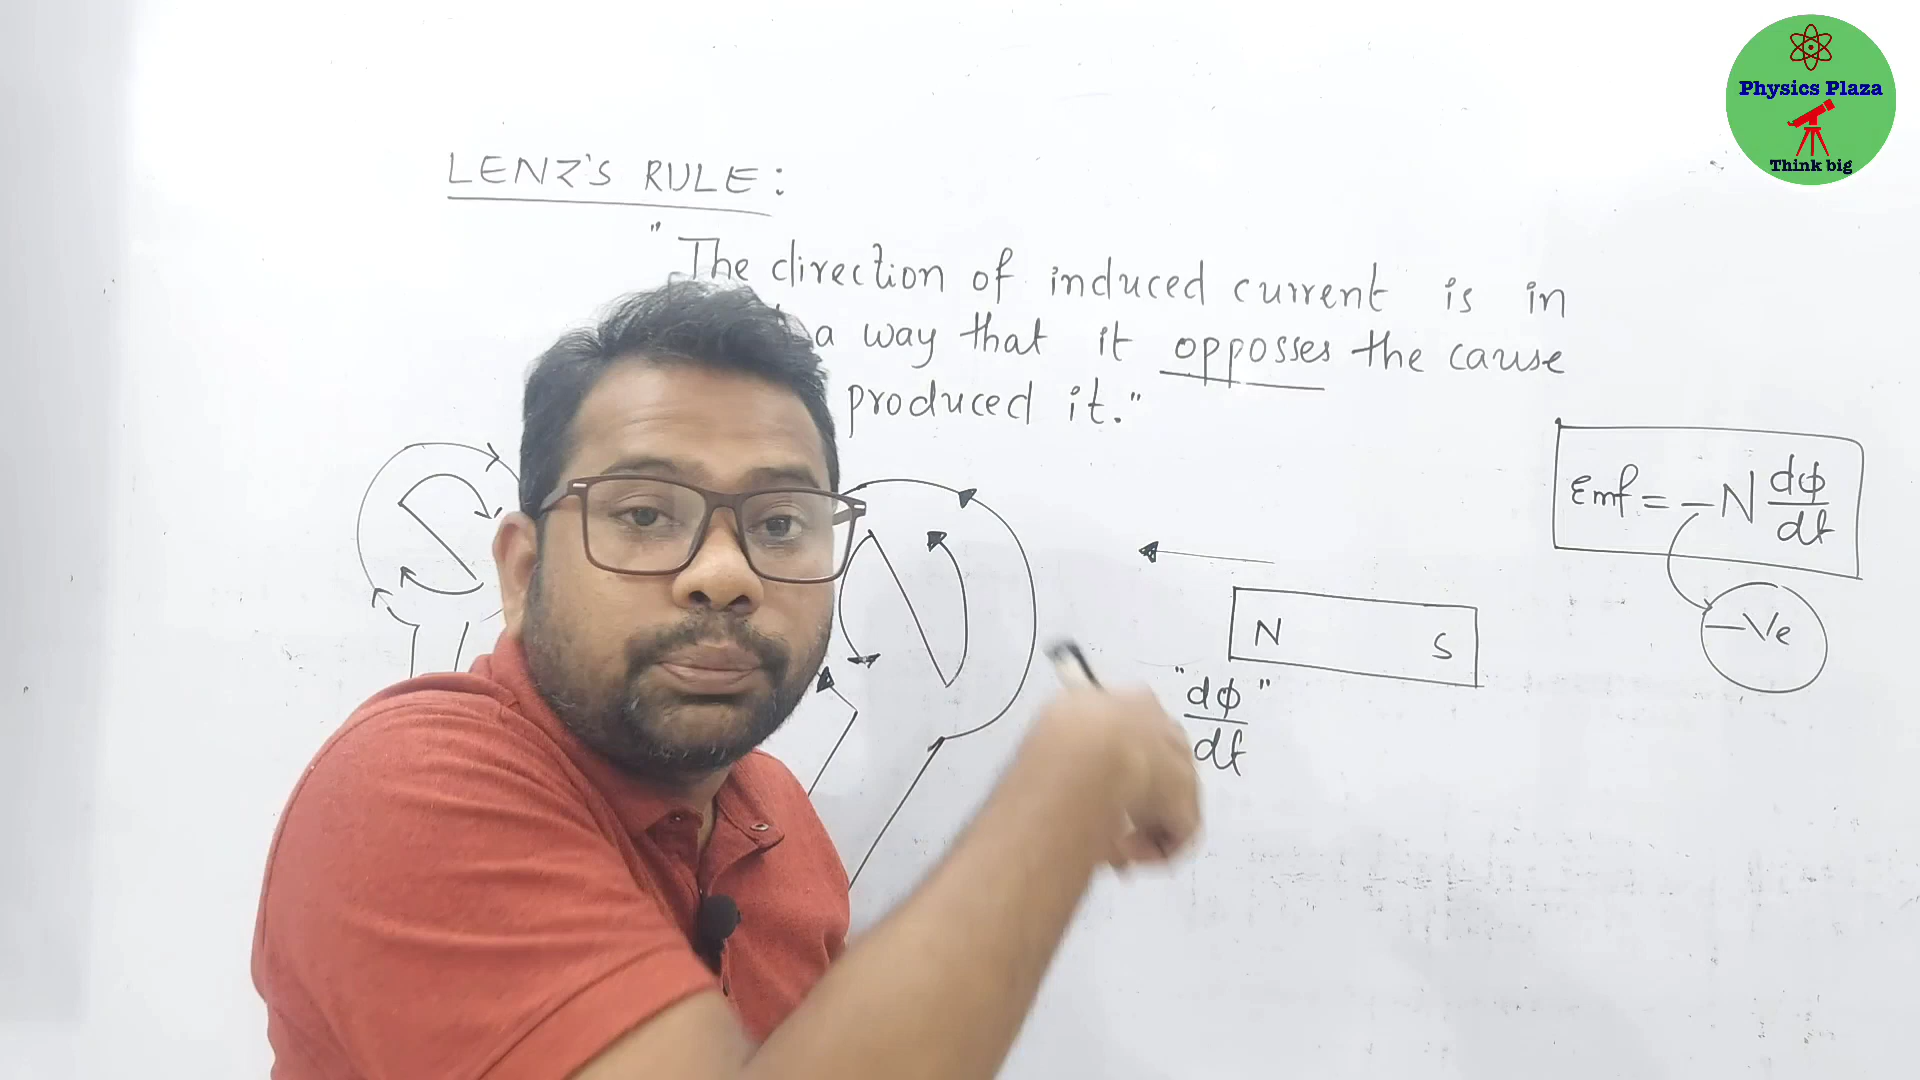 Physics Plaza
Think big
LENZ'S RULE:
"The direction of induced current is in
a way that it opposses the cause
produced it."
Emf = -N dφ/dt
-Ve
N S
"dφ/dt"